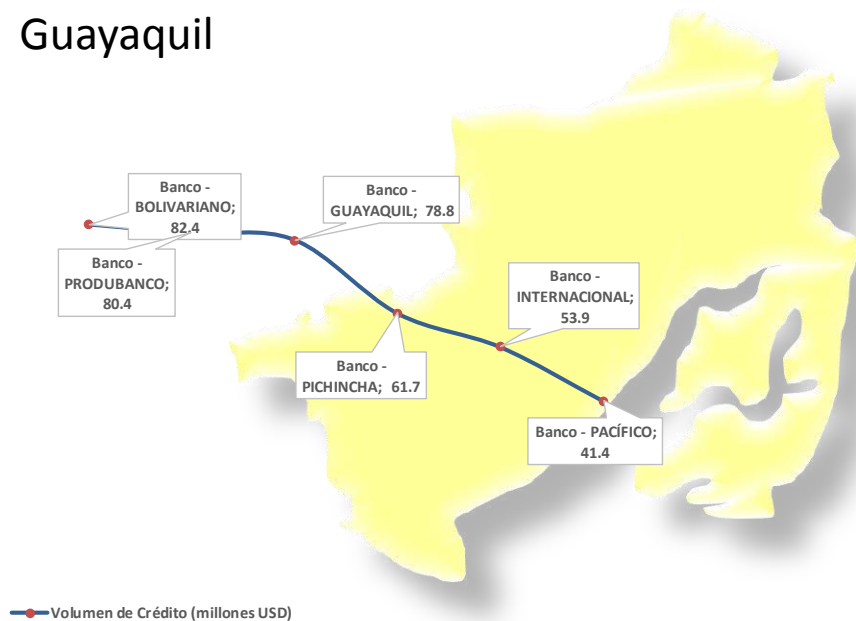 Guayaquil
Banco -
BOLIVARIANO;
82.4
Banco -
GUAYAQUIL; 78.8
Banco -
PRODUBANCO;
80.4
Banco -
INTERNACIONAL;
53.9
Banco -
PICHINCHA; 61.7
Banco - PACÍFICO;
41.4
Volumen de Crédito (millones USD)